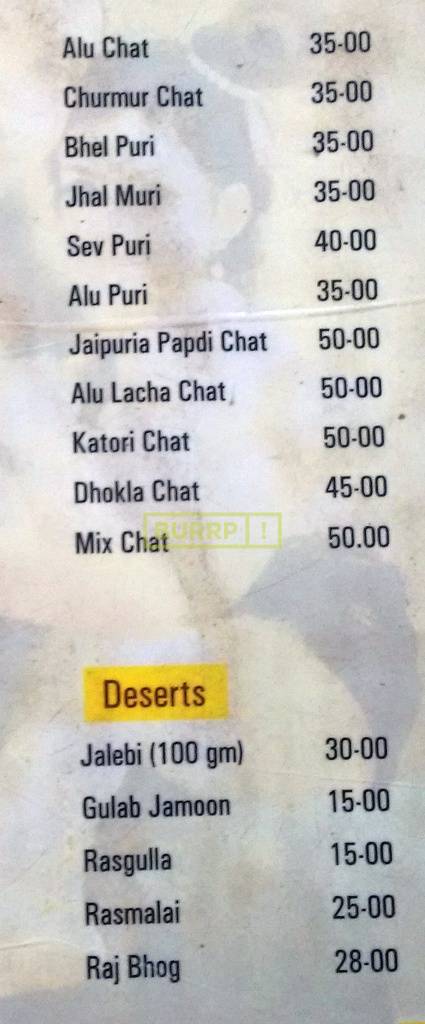 Alu Chat 35-00
Churmur Chat 35-00
Bhel Puri 35-00
Jhal Muri 35-00
Sev Puri 40-00
Alu Puri 35-00
Jaipuria Papdi Chat 50-00
Alu Lacha Chat 50-00
Katori Chat 50-00
Dhokla Chat 45-00
BURRP!
Mix Chat 50.00
Deserts
Jalebi (100 gm) 30-00
Gulab Jamoon 15-00
Rasgulla 15-00
Rasmalai 25-00
Raj Bhog 28-00